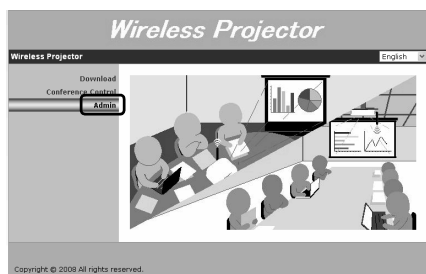 Wireless Projector
Wireless Projector
English
Download
Conference Control
Admin
Copyright © 2008 All rights reserved.